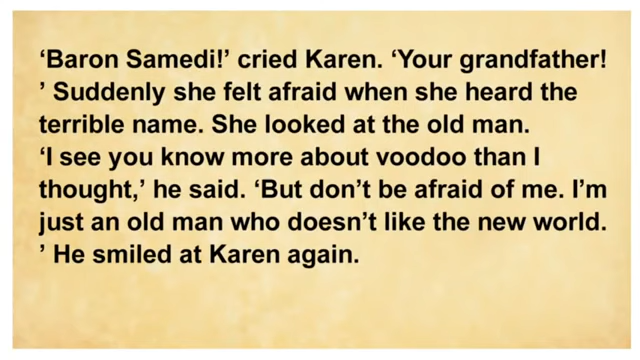 ‘Baron Samedi!’ cried Karen. ‘Your grandfather!
’ Suddenly she felt afraid when she heard the
terrible name. She looked at the old man.
‘I see you know more about voodoo than I
thought,’ he said. ‘But don’t be afraid of me. I’m
just an old man who doesn’t like the new world.
’ He smiled at Karen again.